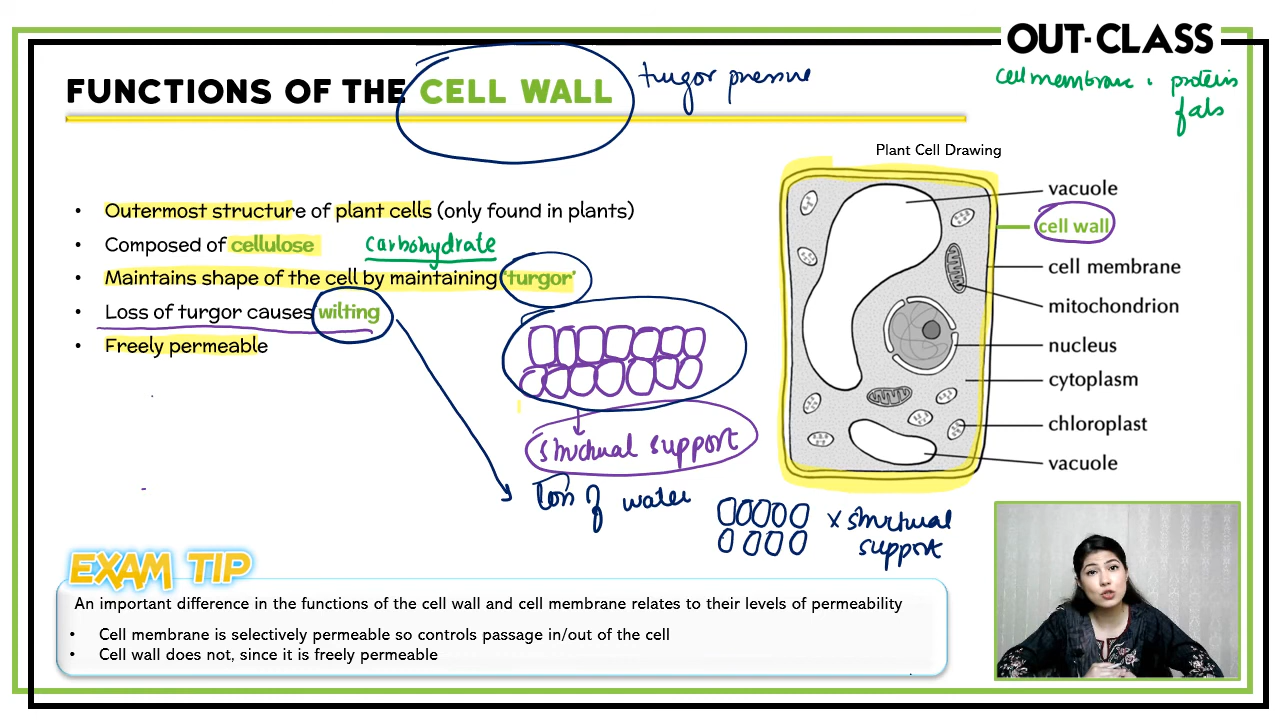 OUT-CLASS
FUNCTIONS OF THE CELL WALL
turgor pressure
cell membrane : proteins
fats
Plant Cell Drawing
• Outermost structure of plant cells (only found in plants)
• Composed of cellulose
carbohydrate
• Maintains shape of the cell by maintaining 'turgor'
• Loss of turgor causes wilting
• Freely permeable
vacuole
cell wall
cell membrane
mitochondrion
nucleus
cytoplasm
chloroplast
vacuole
structual support
loss of water
x structual
support
EXAM TIP
An important difference in the functions of the cell wall and cell membrane relates to their levels of permeability
• Cell membrane is selectively permeable so controls passage in/out of the cell
• Cell wall does not, since it is freely permeable